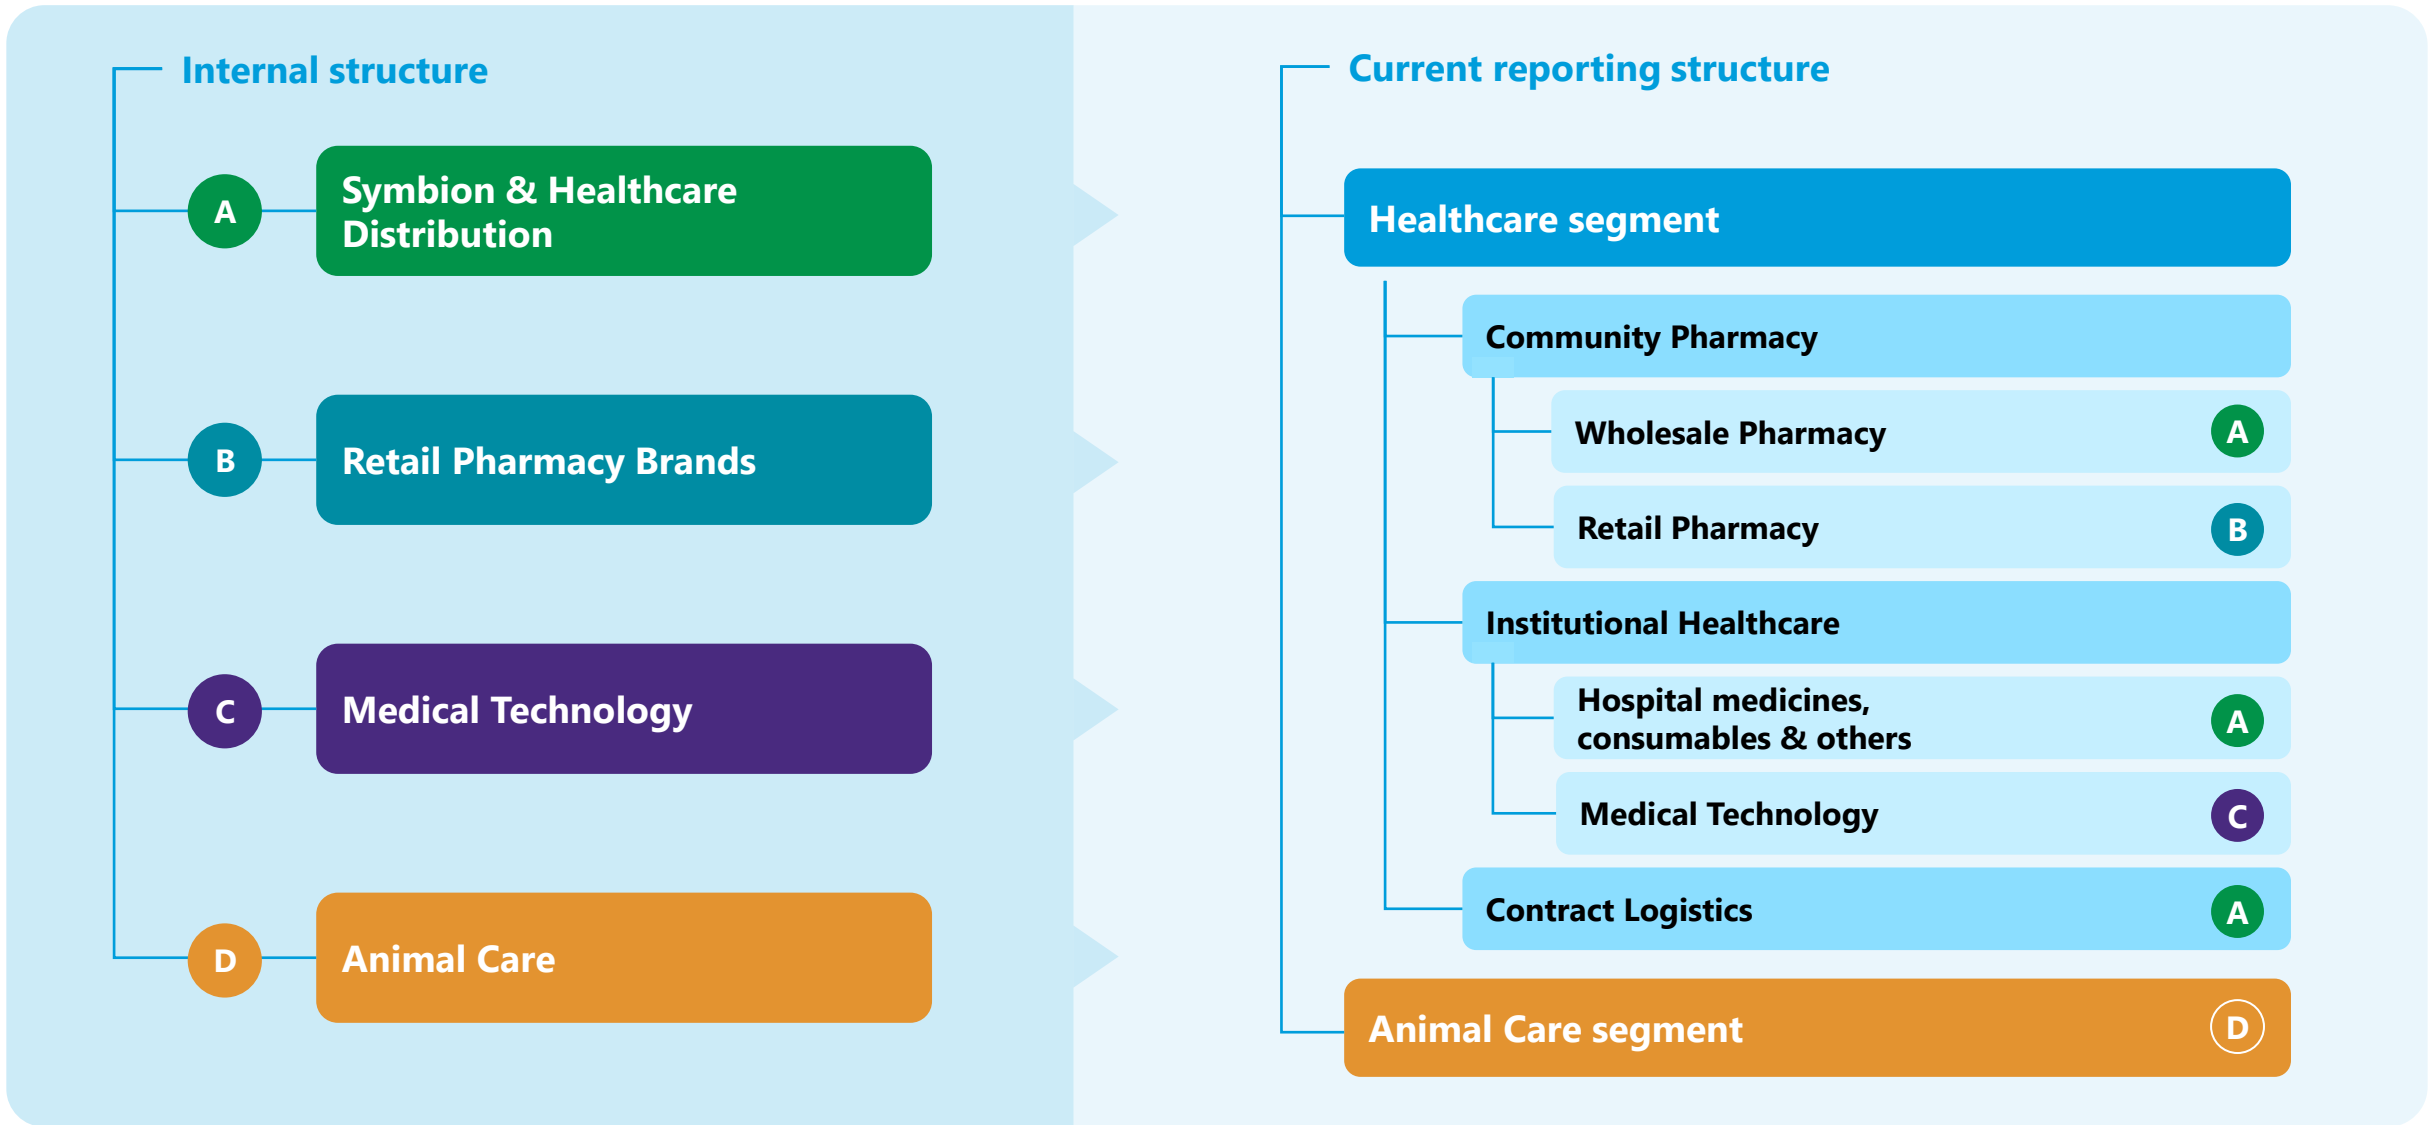 Internal structure
A
Symbion & Healthcare
Distribution
B
Retail Pharmacy Brands
C
Medical Technology
D
Animal Care
Current reporting structure
Healthcare segment
Community Pharmacy
Wholesale Pharmacy
A
Retail Pharmacy
B
Institutional Healthcare
Hospital medicines,
consumables & others
A
Medical Technology
C
Contract Logistics
A
Animal Care segment
D